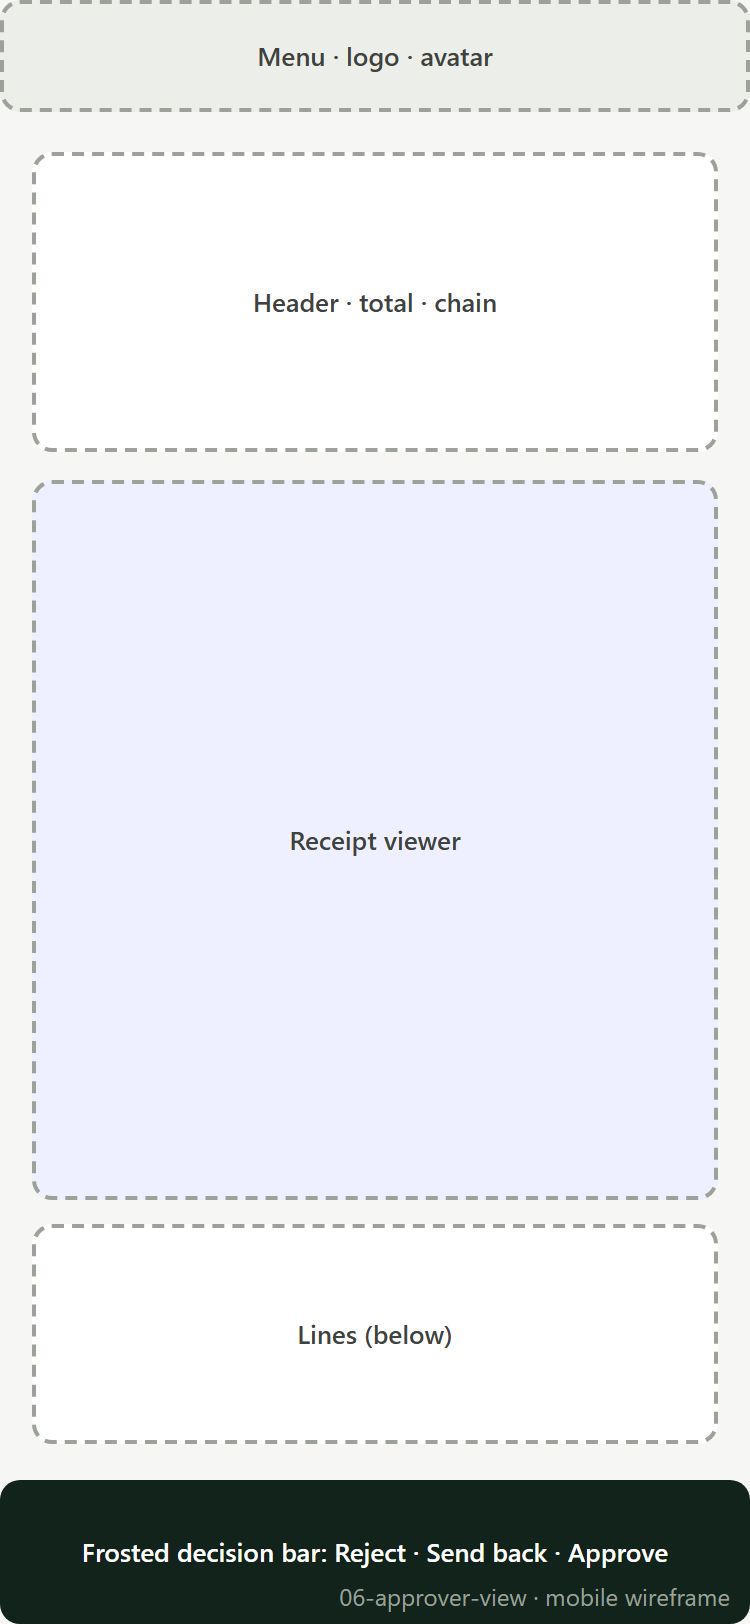 Menu · logo · avatar
Header · total · chain
Receipt viewer
Lines (below)
Frosted decision bar: Reject · Send back · Approve
06-approver-view · mobile wireframe